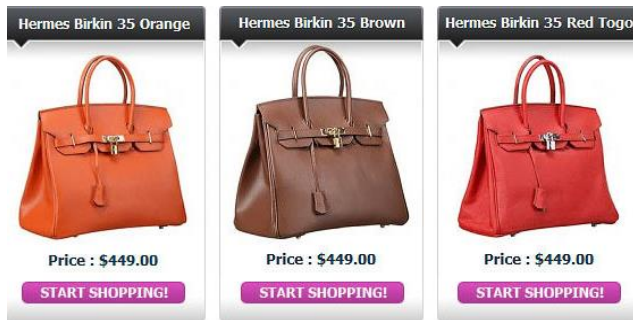 Hermes Birkin 35 Orange
Hermes Birkin 35 Brown
Hermes Birkin 35 Red Togo
Price : $449.00
Price : $449.00
Price : $449.00
START SHOPPING!
START SHOPPING!
START SHOPPING!